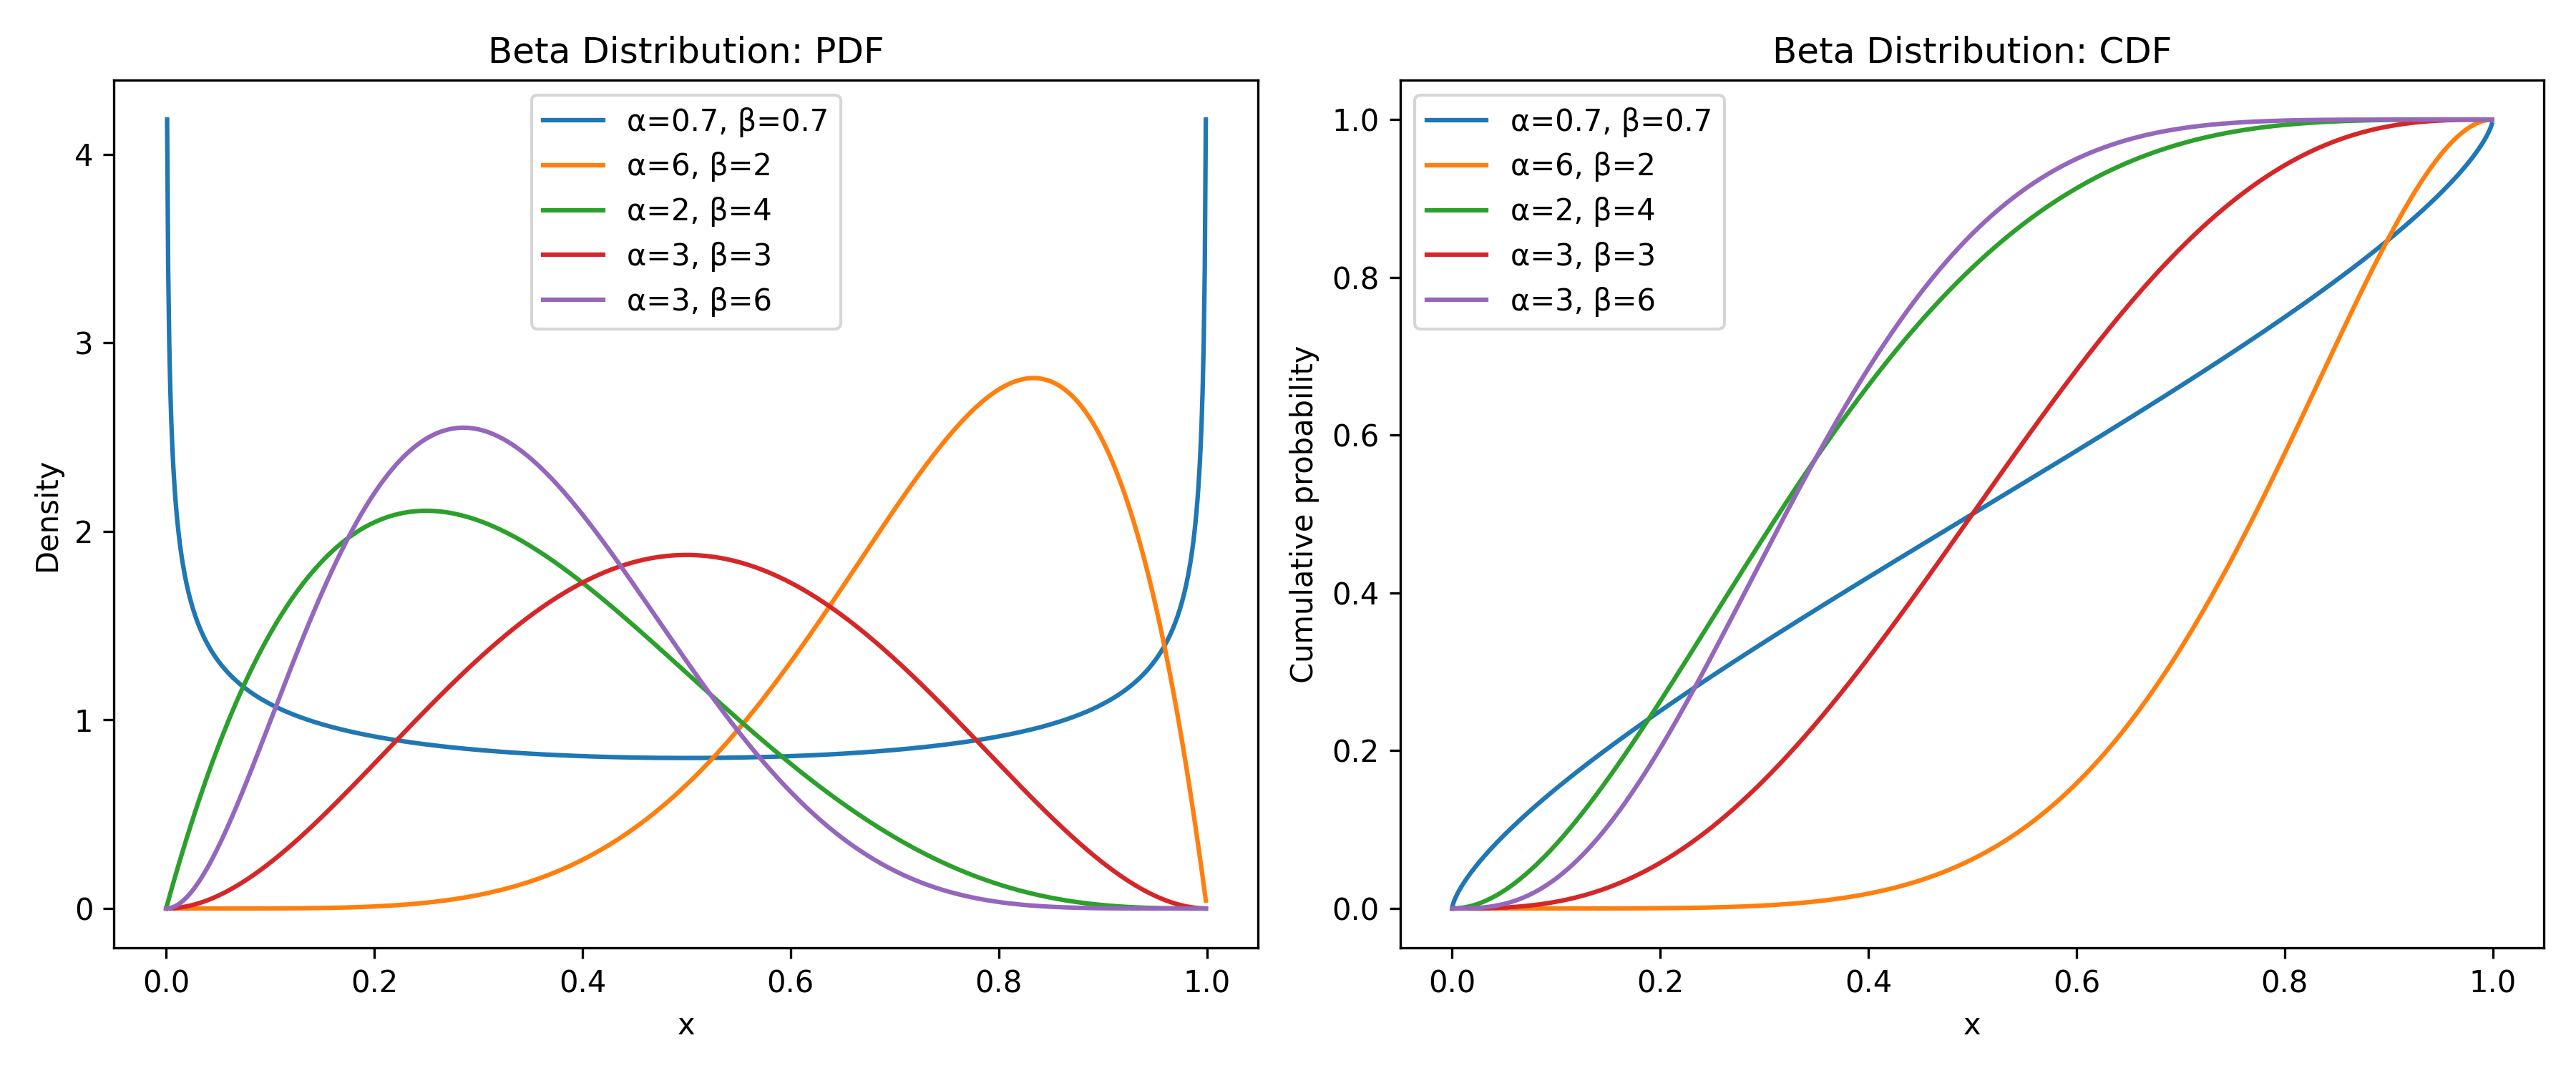 Beta Distribution: PDF
α=0.7, β=0.7
α=6, β=2
α=2, β=4
α=3, β=3
α=3, β=6
Density
4
3
2
1
0
0.0 0.2 0.4 0.6 0.8 1.0
x
Beta Distribution: CDF
α=0.7, β=0.7
α=6, β=2
α=2, β=4
α=3, β=3
α=3, β=6
Cumulative probability
1.0
0.8
0.6
0.4
0.2
0.0
0.0 0.2 0.4 0.6 0.8 1.0
x